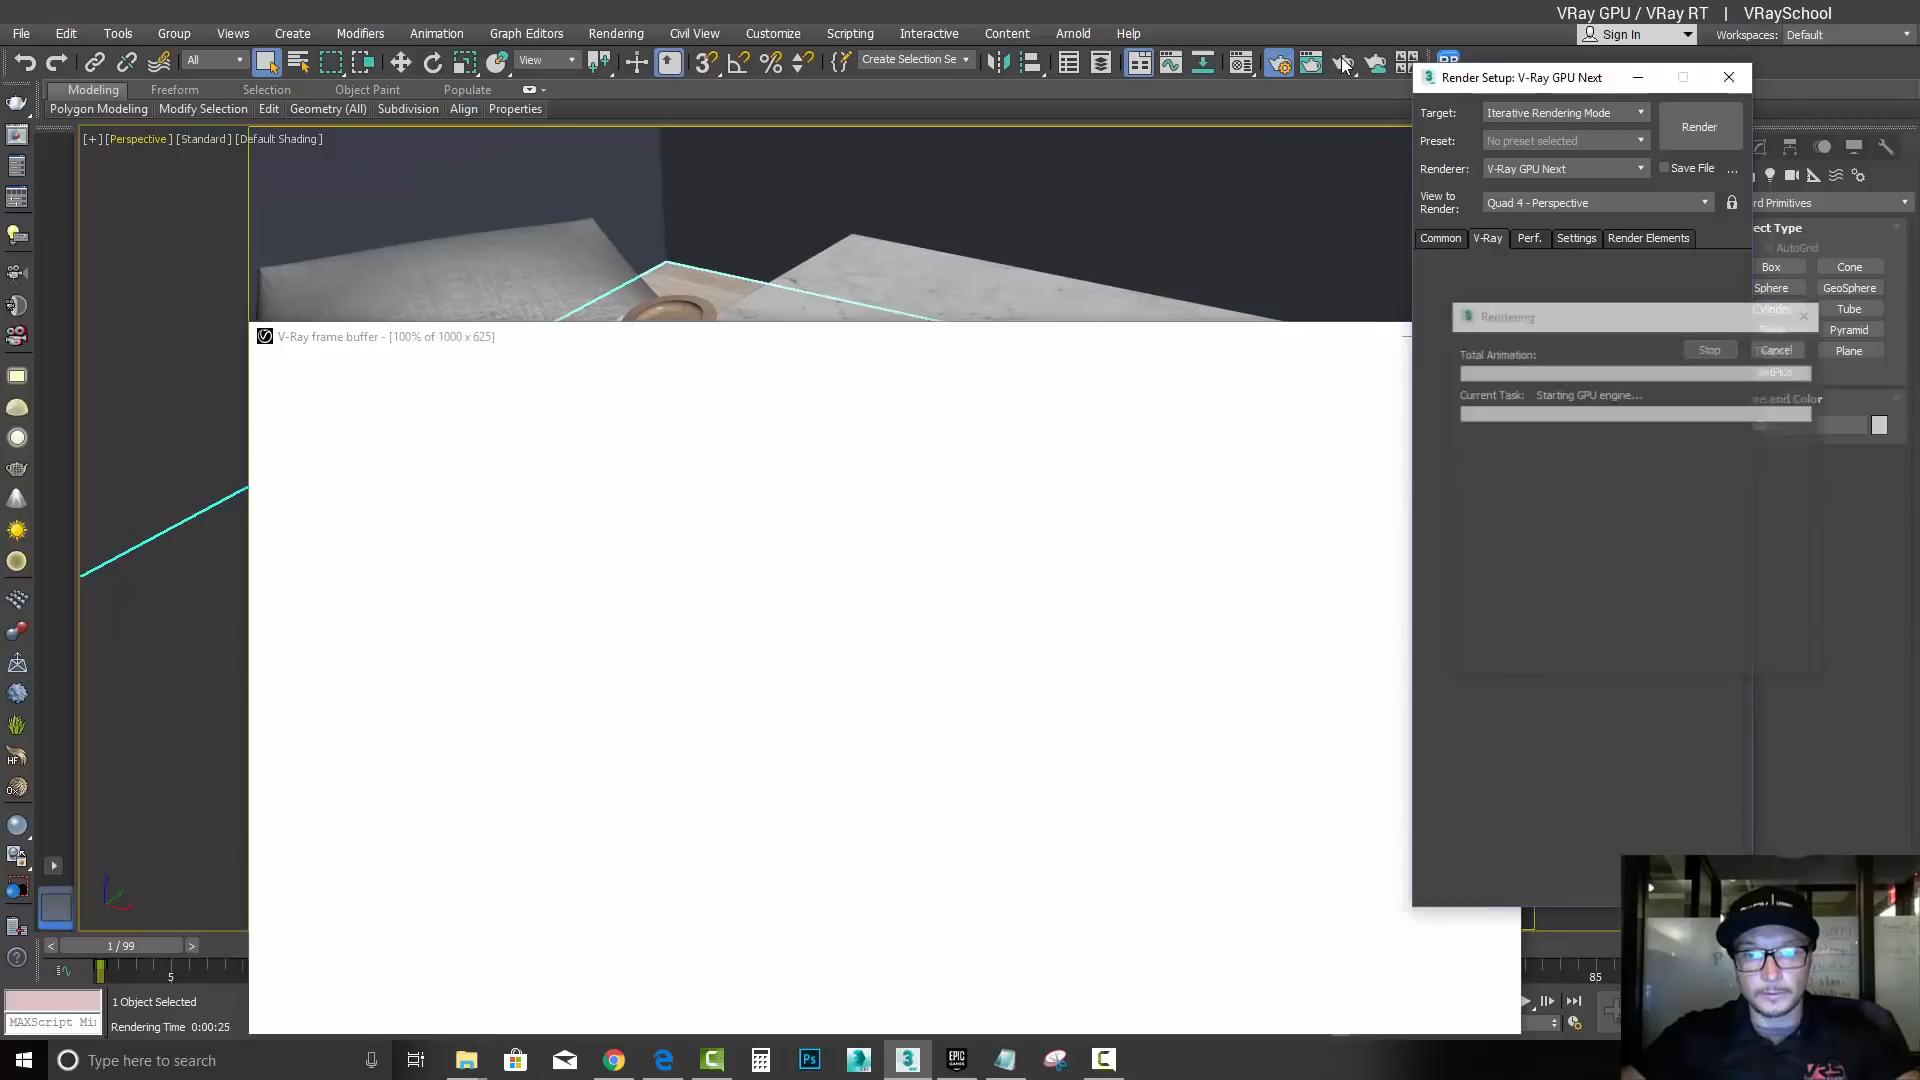 VRay GPU / VRay RT | VRaySchool
File Edit Tools Group Views Create Modifiers Animation Graph Editors Rendering Civil View Customize Scripting Interactive Content Arnold Help
Sign In
Workspaces: Default
All
View
Create Selection Se
Render Setup: V-Ray GPU Next
Modeling Freeform Selection Object Paint Populate
Polygon Modeling Modify Selection Edit Geometry (All) Subdivision Align Properties
[+] [Perspective] [Standard] [Default Shading]
Target: Iterative Rendering Mode
Render
Preset: No preset selected
Renderer: V-Ray GPU Next
Save File ...
View to Render: Quad 4 - Perspective
Common V-Ray Perf. Settings Render Elements
rd Primitives
ect Type
AutoGrid
Box Cone
Sphere GeoSphere
Cylinder Tube
Pyramid
Plane
me and Color
Rendering
Total Animation:
Stop Cancel
Current Task: Starting GPU engine...
V-Ray frame buffer - [100% of 1000 x 625]
HF
< 1 / 99 >
5
85
1 Object Selected
MAXScript Mi
Rendering Time 0:00:25
Type here to search
Ps
3
EPIC GAMES